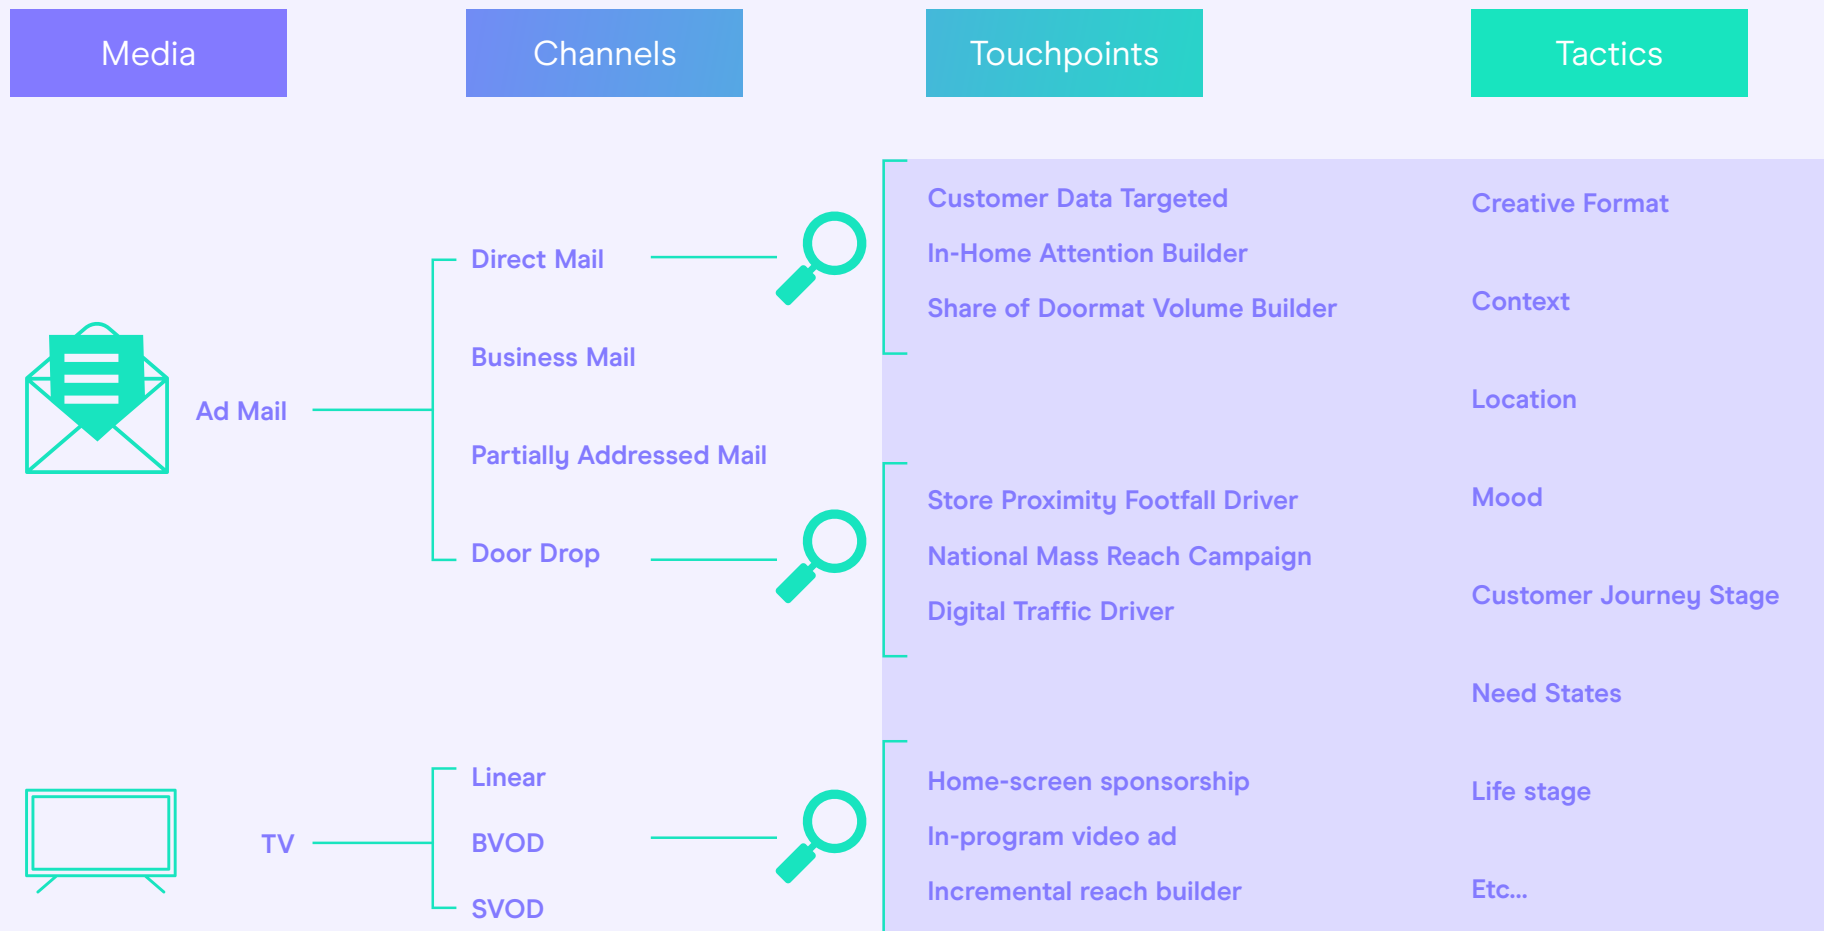 Media
Channels
Touchpoints
Tactics
Ad Mail
Direct Mail
Business Mail
Partially Addressed Mail
Door Drop
Customer Data Targeted
In-Home Attention Builder
Share of Doormat Volume Builder
Store Proximity Footfall Driver
National Mass Reach Campaign
Digital Traffic Driver
TV
Linear
BVOD
SVOD
Home-screen sponsorship
In-program video ad
Incremental reach builder
Creative Format
Context
Location
Mood
Customer Journey Stage
Need States
Life stage
Etc...